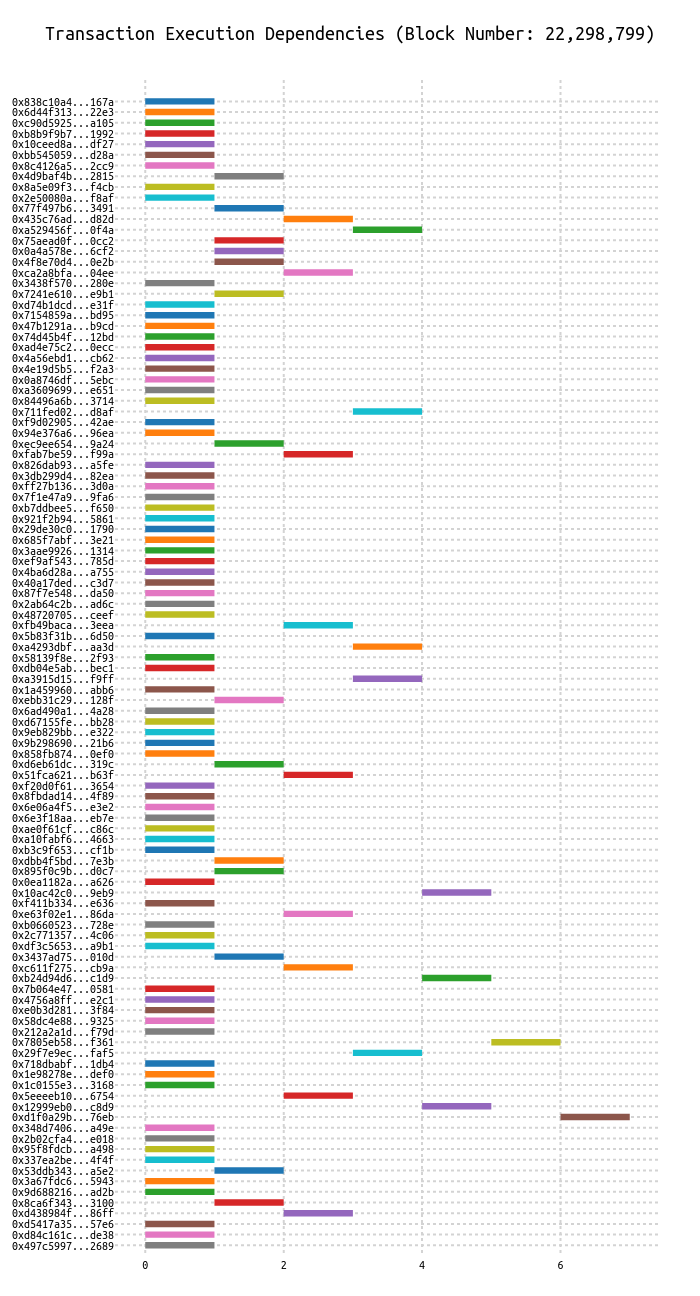 Transaction Execution Dependencies (Block Number: 22,298,799)
0x838c10a4...167a
0x6d44f313...22e3
0xc90d5925...a105
0xb8b9f9b7...1992
0x10ceed8a...df27
0xbb545059...d28a
0x8c4126a5...2cc9
0x4d9baf4b...2815
0x8a5e09f3...f4cb
0x2e50080a...f8af
0x77f497b6...3491
0x435c76ad...d82d
0xa529456f...0f4a
0x75aead0f...0cc2
0x0a4a578e...6cf2
0x4f8e70d4...0e2b
0xca2a8bfa...04ee
0x3438f570...280e
0x7241e610...e9b1
0xd74b1dcd...e31f
0x7154859a...bd95
0x47b1291a...b9cd
0x74d45b4f...12bd
0xad4e75c2...0ecc
0x4a56ebd1...cb62
0x4e19d5b5...f2a3
0x0a8746df...5ebc
0xa3609699...e651
0x84496a6b...3714
0x711fed02...d8af
0xf9d02905...42ae
0x94e376a6...96ea
0xec9ee654...9a24
0xfab7be59...f99a
0x826dab93...a5fe
0x3db299d4...82ea
0xff27b136...3d0a
0x7f1e47a9...9fa6
0xb7ddbee5...f650
0x921f2b94...5861
0x29de30c0...1790
0x685f7abf...3e21
0x3aae9926...1314
0xef9af543...785d
0x4ba6d28a...a755
0x40a17ded...c3d7
0x87f7e548...da50
0x2ab64c2b...ad6c
0x48720705...ceef
0xfb49baca...3eea
0x5b83f31b...6d50
0xa4293dbf...aa3d
0x58139f8e...2f93
0xdb04e5ab...bec1
0xa3915d15...f9ff
0x1a459960...abb6
0xebb31c29...128f
0x6ad490a1...4a28
0xd67155fe...bb28
0x9eb829bb...e322
0x9b298690...21b6
0x858fb874...0ef0
0xd6eb61dc...319c
0x51fca621...b63f
0xf20d0f61...3654
0x8fbdad14...4f89
0x6e06a4f5...e3e2
0x6e3f18aa...eb7e
0xae0f61cf...c86c
0xa10fabf6...4663
0xb3c9f653...cf1b
0xdbb4f5bd...7e3b
0x895f0c9b...d0c7
0x0ea1182a...a626
0x10ac42c0...9eb9
0xf411b334...e636
0xe63f02e1...86da
0xb0660523...728e
0x2c771357...4c06
0xdf3c5653...a9b1
0x3437ad75...010d
0xc611f275...cb9a
0xb24d94d6...c1d9
0x7b064e47...0581
0x4756a8ff...e2c1
0xe0b3d281...3f84
0x58dc4e88...9325
0x212a2a1d...f79d
0x7805eb58...f361
0x29f7e9ec...faf5
0x718dbabf...1db4
0x1e98278e...def0
0x1c0155e3...3168
0x5eeeeb10...6754
0x12999eb0...c8d9
0xd1f0a29b...76eb
0x348d7406...a49e
0x2b02cfa4...e018
0x95f8fdcb...a498
0x337ea2be...4f4f
0x53ddb343...a5e2
0x3a67fdc6...5943
0x9d688216...ad2b
0x8ca6f343...3100
0xd438984f...86ff
0xd5417a35...57e6
0xd84c161c...de38
0x497c5997...2689
0 2 4 6